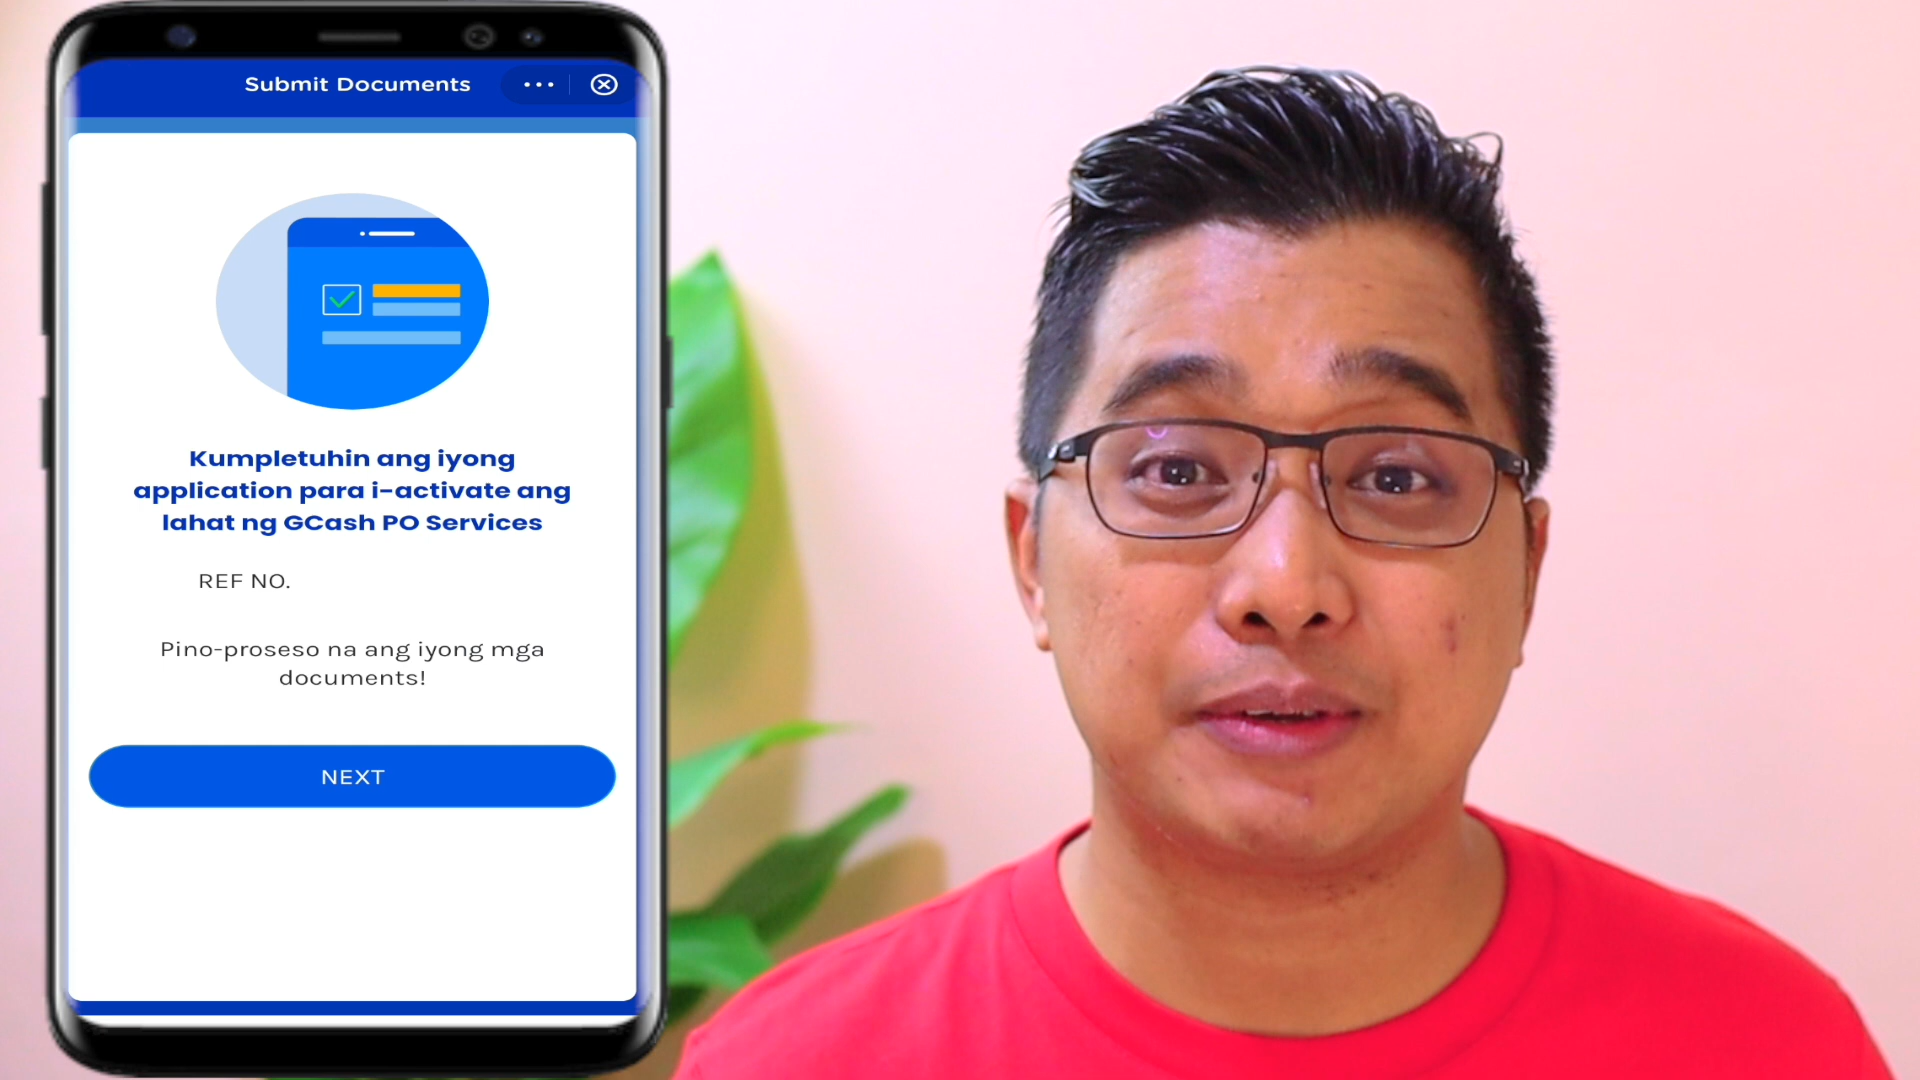 Submit Documents
Kumpletuhin ang iyong
application para i-activate ang
lahat ng GCash PO Services
REF NO.
Pino-proseso na ang iyong mga
documents!
NEXT